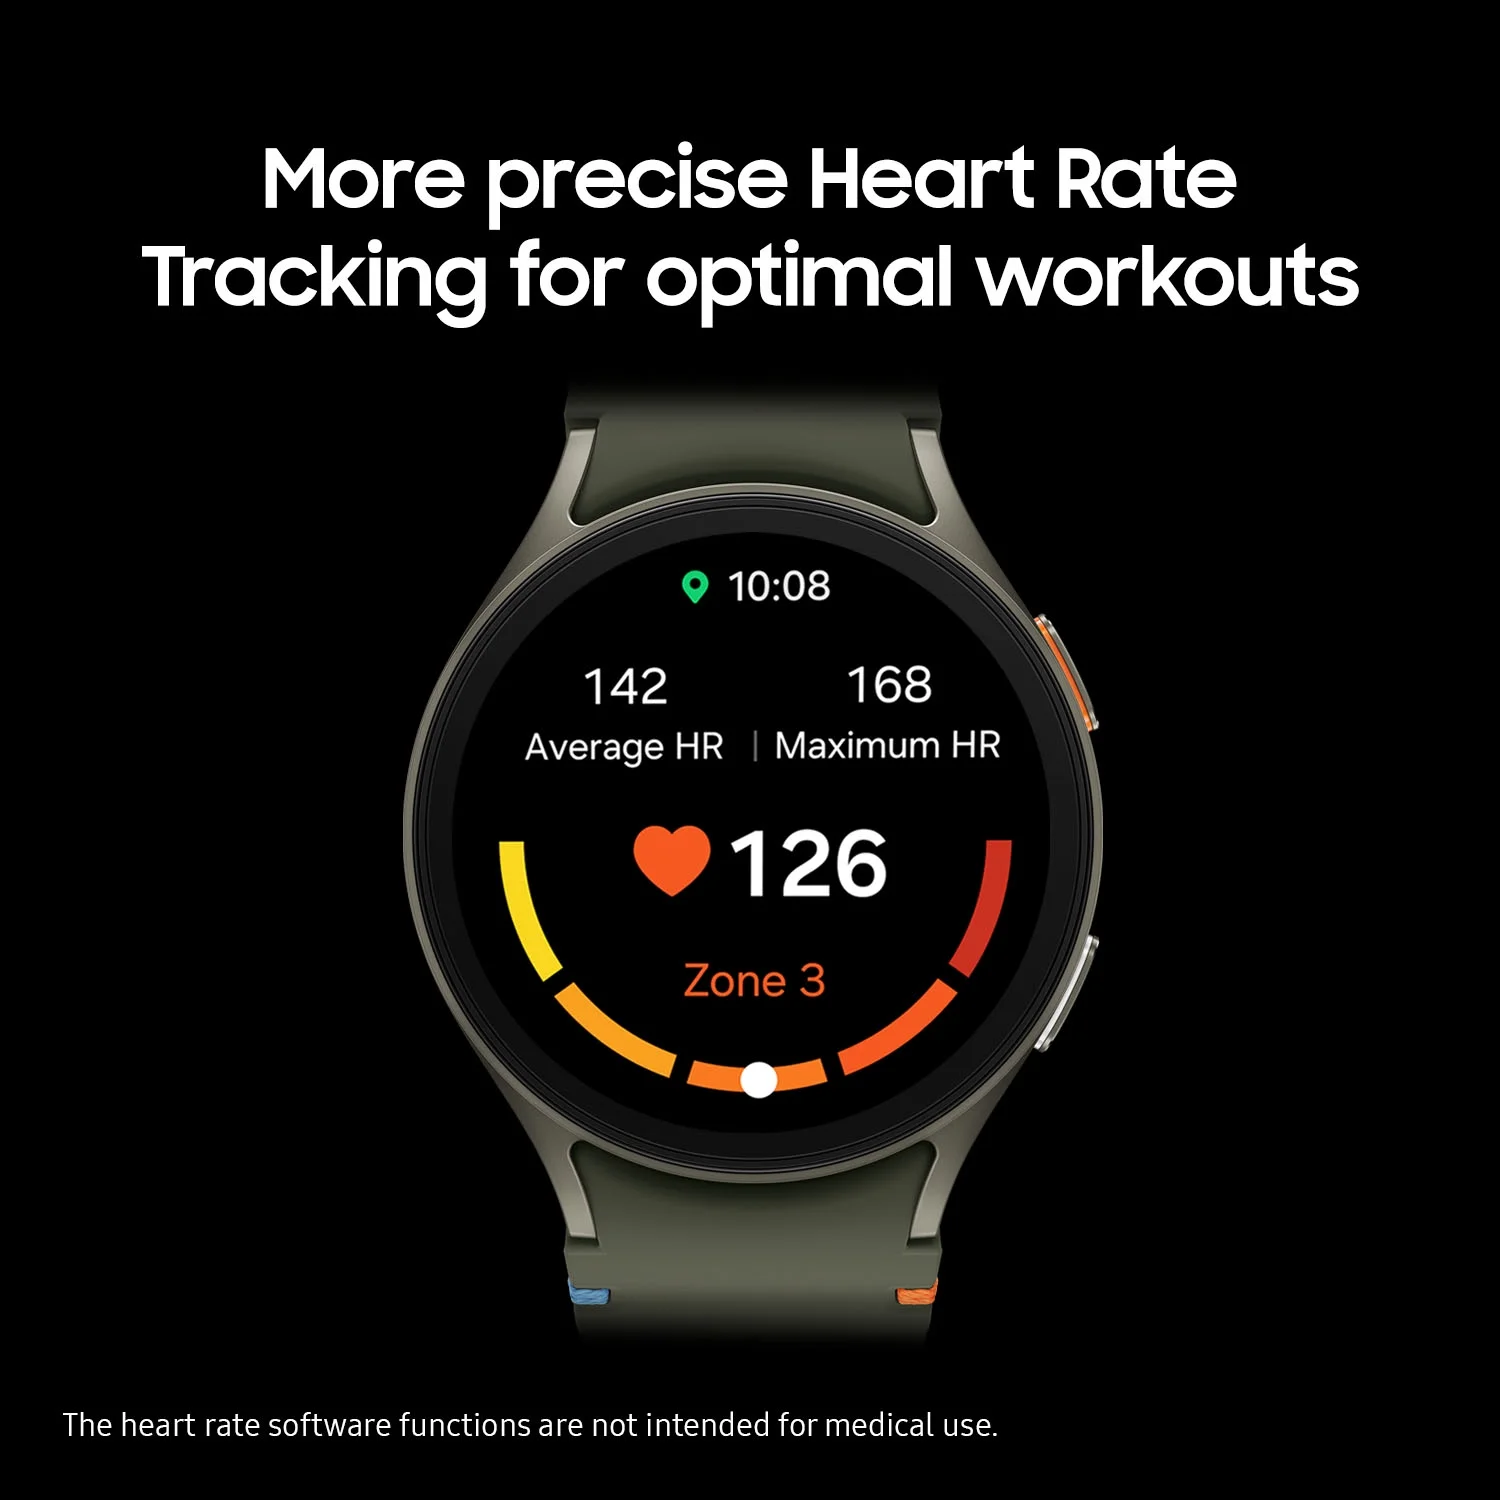 More precise Heart Rate
Tracking for optimal workouts
10:08
142 168
Average HR | Maximum HR
126
Zone 3
The heart rate software functions are not intended for medical use.